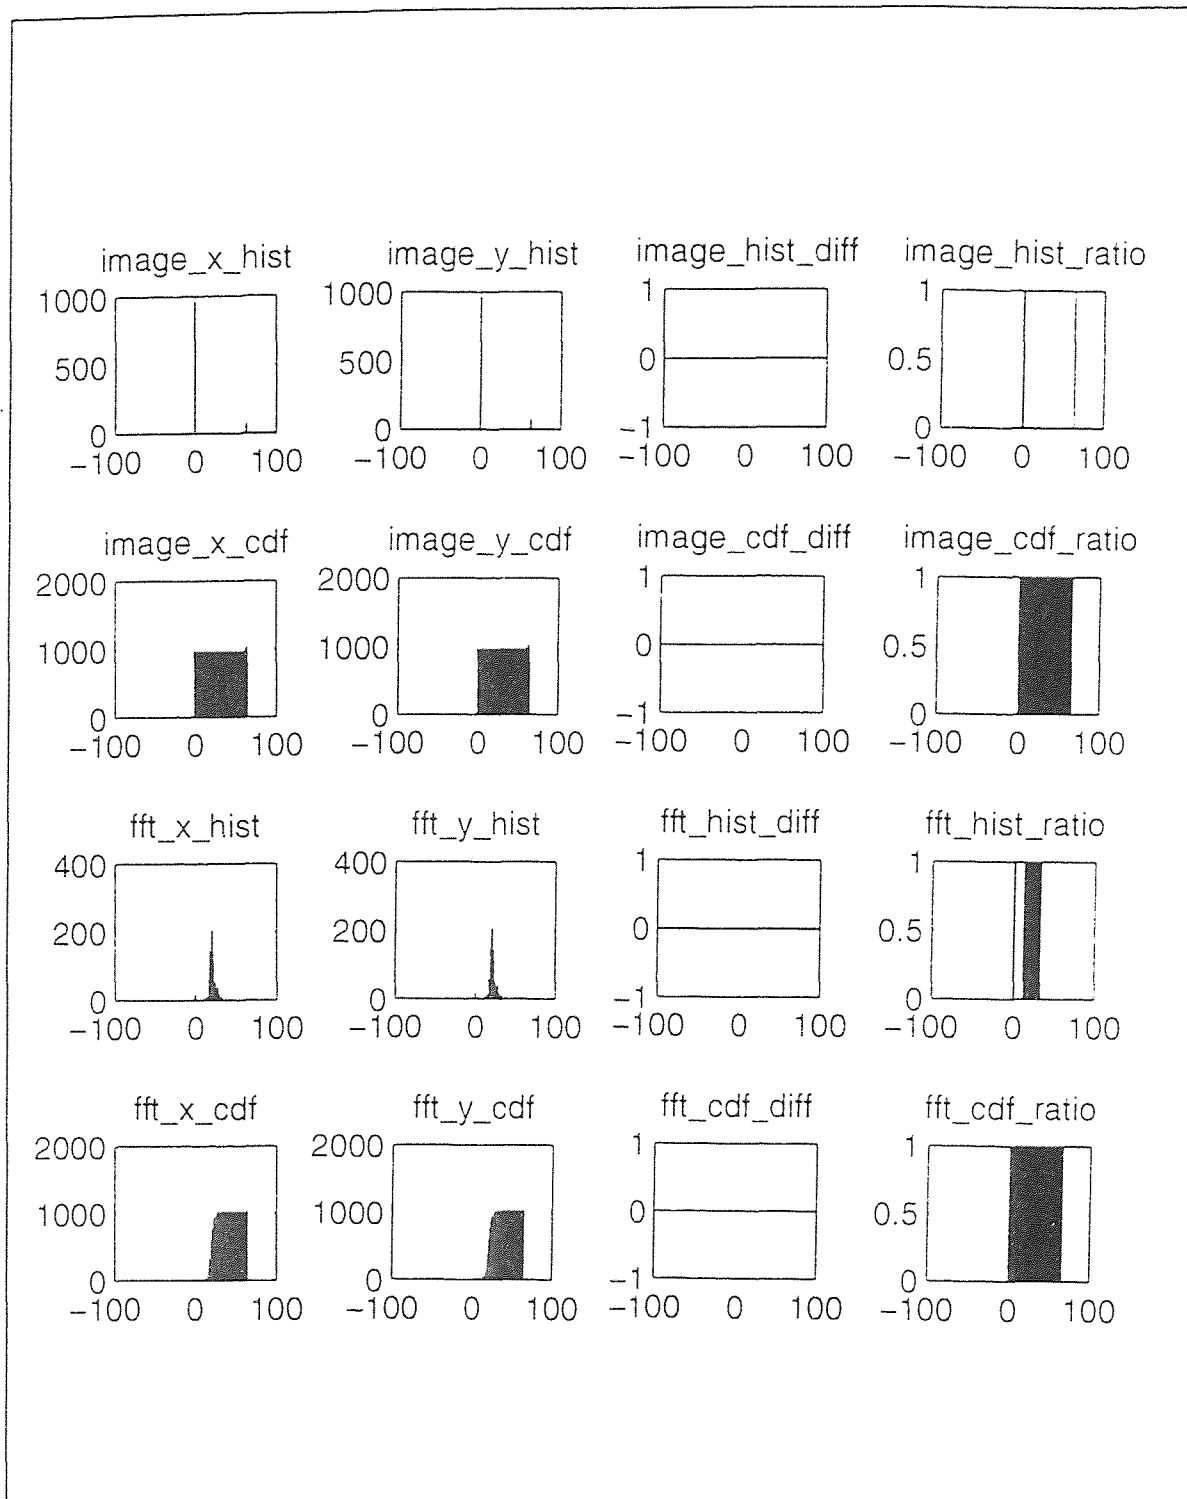 image_x_hist image_y_hist image_hist_diff image_hist_ratio
1000 1000 1 1
500 500 0 0.5
0 0 -1 0
-100 0 100 -100 0 100 -100 0 100 -100 0 100
image_x_cdf image_y_cdf image_cdf_diff image_cdf_ratio
2000 2000 1 1
1000 1000 0 0.5
0 0 -1 0
-100 0 100 -100 0 100 -100 0 100 -100 0 100
fft_x_hist fft_y_hist fft_hist_diff fft_hist_ratio
400 400 1 1
200 200 0 0.5
0 0 -1 0
-100 0 100 -100 0 100 -100 0 100 -100 0 100
fft_x_cdf fft_y_cdf fft_cdf_diff fft_cdf_ratio
2000 2000 1 1
1000 1000 0 0.5
0 0 -1 0
-100 0 100 -100 0 100 -100 0 100 -100 0 100